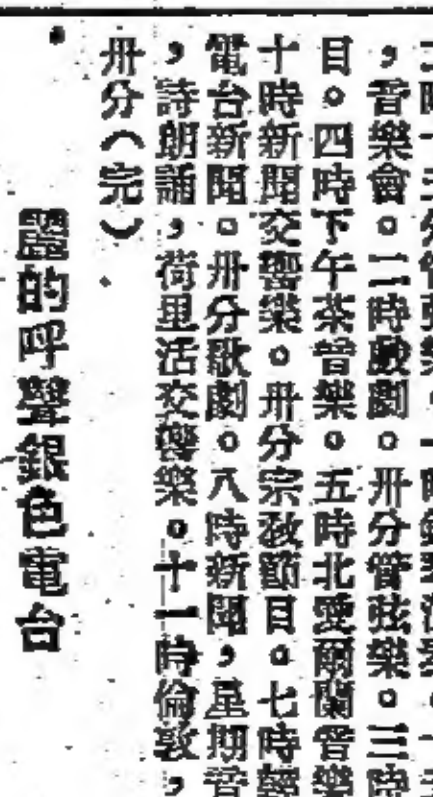 ，音樂會。二時戲劇。卅分管弦樂。三時
目。四時下午茶音樂。五時北愛爾蘭音樂
十時新聞交響樂。卅分宗教節目。七時輕
電台新聞。卅分歌劇。八時新聞，星期音
，詩朗誦，荷里活交響樂。十一時倫敦，
卅分（完）
的呼聲銀色電台